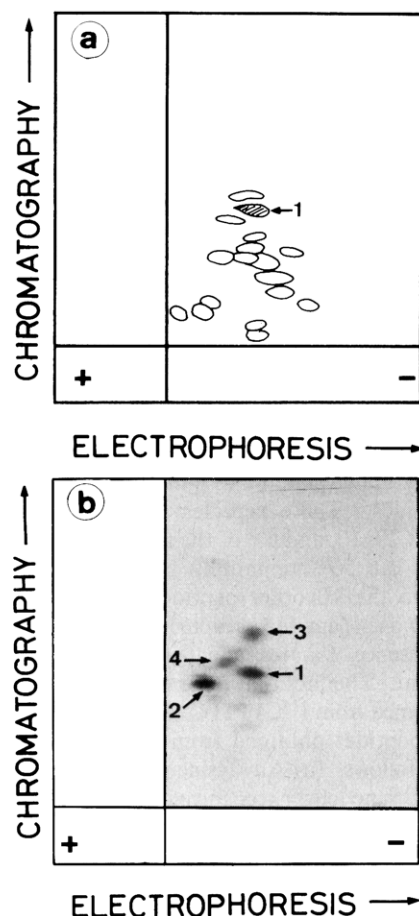 a
CHROMATOGRAPHY
1
+
−
ELECTROPHORESIS
b
CHROMATOGRAPHY
3
4
1
2
+
−
ELECTROPHORESIS